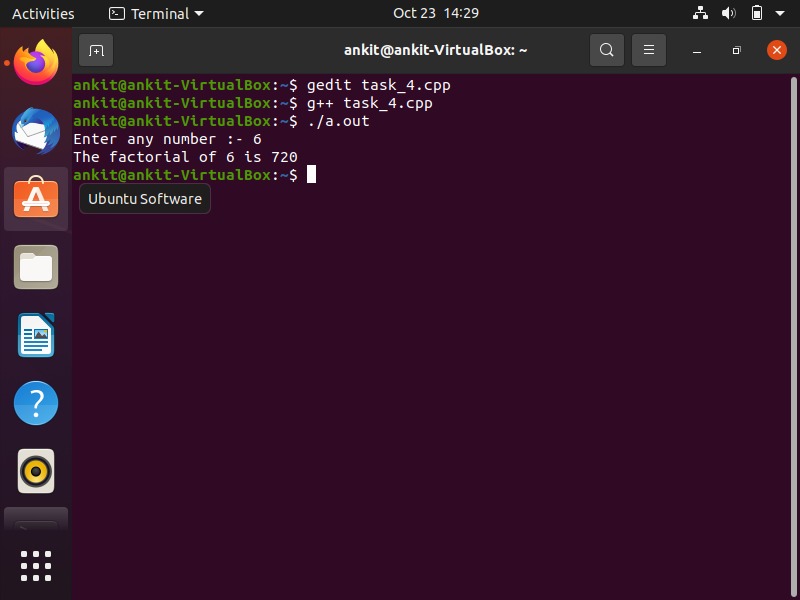 Activities Terminal Oct 23 14:29
ankit@ankit-VirtualBox: ~
ankit@ankit-VirtualBox:~$ gedit task_4.cpp
ankit@ankit-VirtualBox:~$ g++ task_4.cpp
ankit@ankit-VirtualBox:~$ ./a.out
Enter any number :- 6
The factorial of 6 is 720
ankit@ankit-VirtualBox:~$
Ubuntu Software